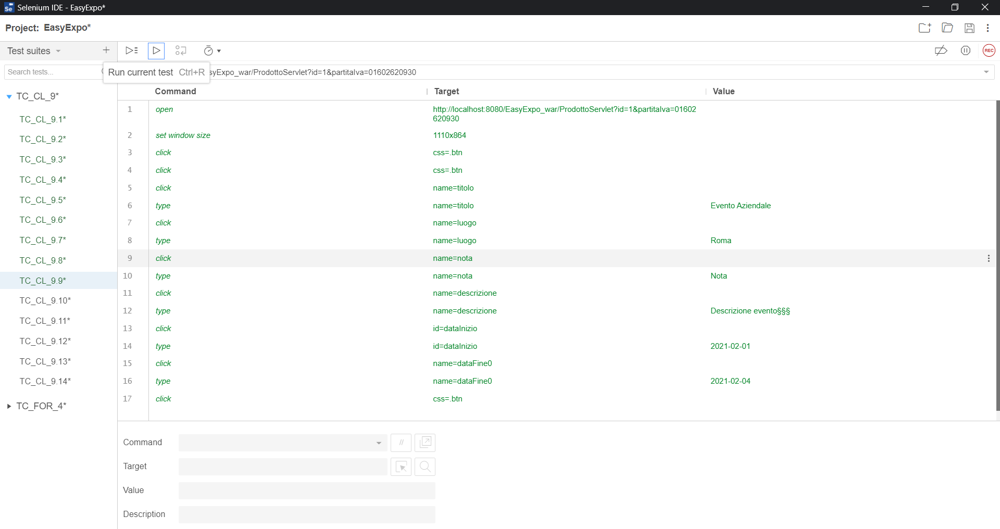 Selenium IDE - EasyExpo*
Project: EasyExpo*
Test suites
REC
Search tests...
Run current test Ctrl+R
syExpo_war/ProdottoServlet?id=1&partitaIva=01602620930
Command Target Value
TC_CL_9*
TC_CL_9.1*
TC_CL_9.2*
TC_CL_9.3*
TC_CL_9.4*
TC_CL_9.5*
TC_CL_9.6*
TC_CL_9.7*
TC_CL_9.8*
TC_CL_9.9*
TC_CL_9.10*
TC_CL_9.11*
TC_CL_9.12*
TC_CL_9.13*
TC_CL_9.14*
TC_FOR_4*
1 open http://localhost:8080/EasyExpo_war/ProdottoServlet?id=1&partitaIva=01602
620930
2 set window size 1110x864
3 click css=.btn
4 click css=.btn
5 click name=titolo
6 type name=titolo Evento Aziendale
7 click name=luogo
8 type name=luogo Roma
9 click name=nota
10 type name=nota Nota
11 click name=descrizione
12 type name=descrizione Descrizione evento§§§
13 click id=dataInizio
14 type id=dataInizio 2021-02-01
15 click name=dataFine0
16 type name=dataFine0 2021-02-04
17 click css=.btn
Command //
Target
Value
Description